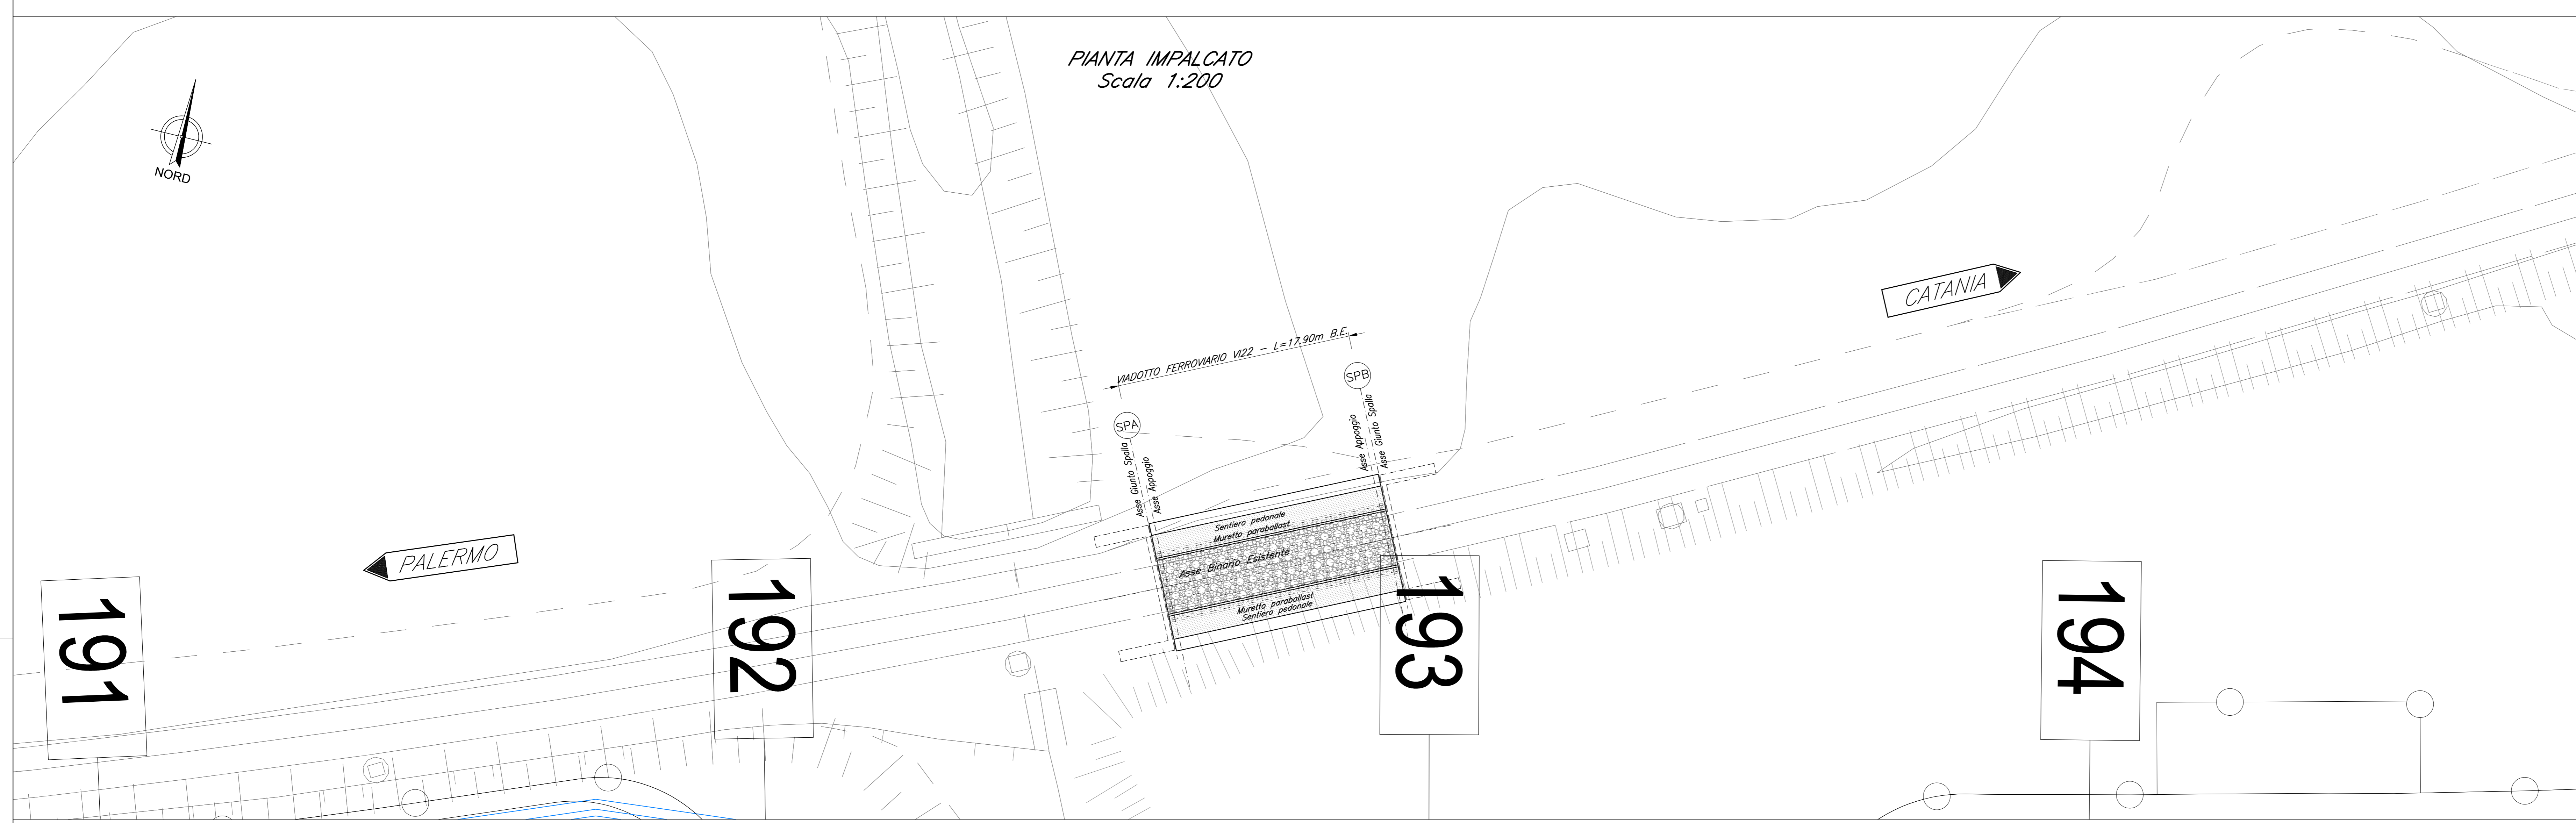 PIANTA IMPALCATO
Scala 1:200
NORD
CATANIA
VIADOTTO FERROVIARIO VI22 - L=17.90m B.E.
SPA
SPB
Asse Giunto Spalla
Asse Appoggio
Asse Appoggio
Asse Giunto Spalla
PALERMO
Sentiero pedonale
Muretto paraballast
Asse Binario Esistente
Muretto paraballast
Sentiero pedonale
191
192
193
194